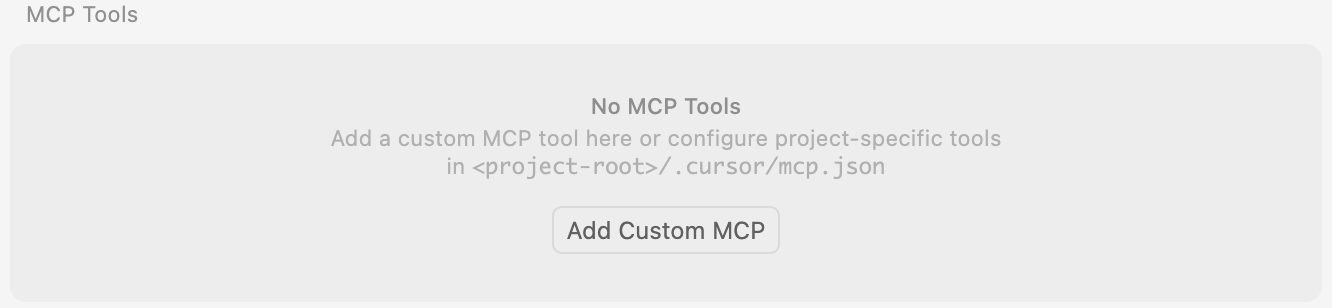 MCP Tools
No MCP Tools
Add a custom MCP tool here or configure project-specific tools
in <project-root>/.cursor/mcp.json
Add Custom MCP